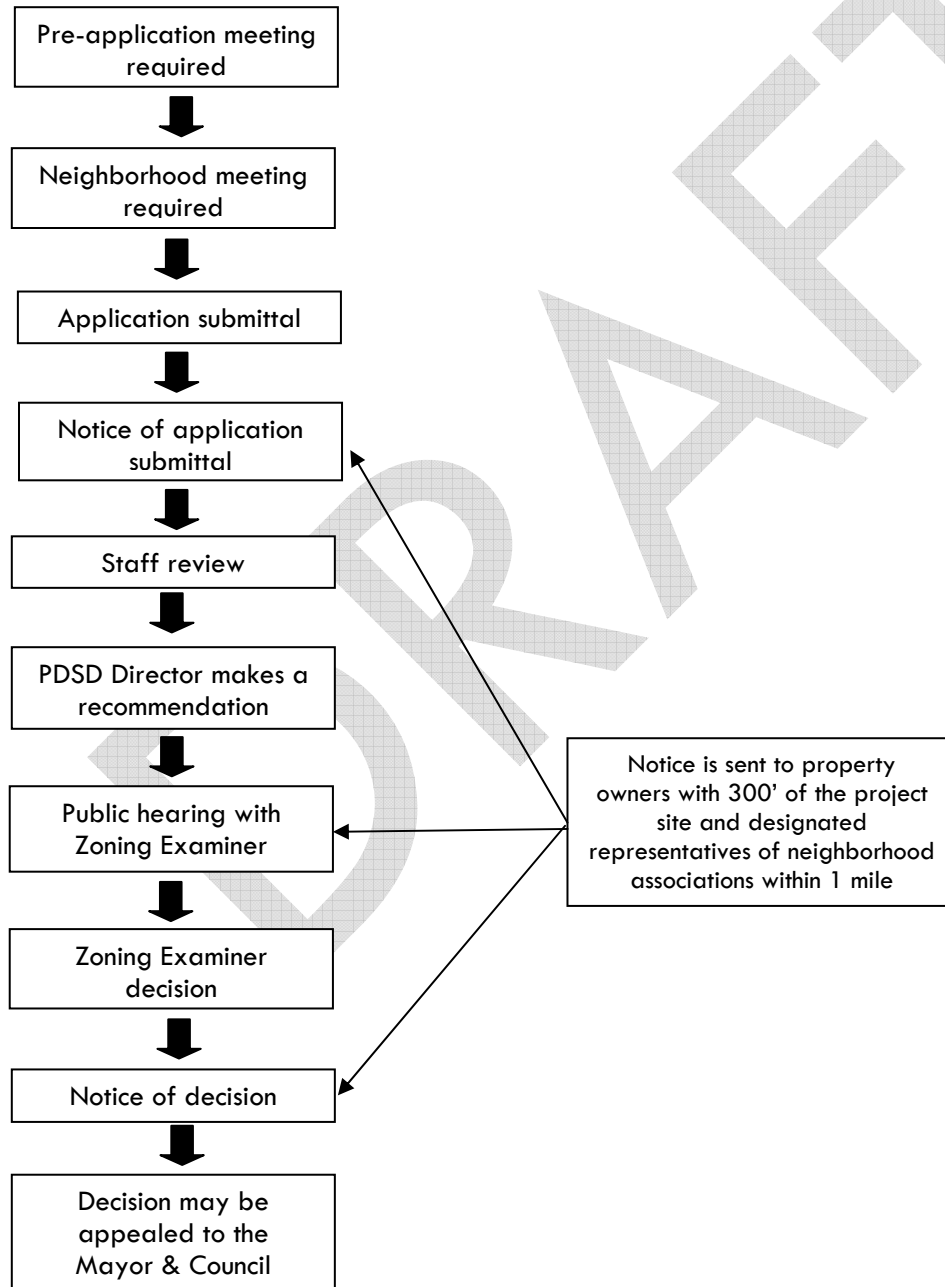 Pre-application meeting
required
Neighborhood meeting
required
Application submittal
Notice of application
submittal
Staff review
PDSD Director makes a
recommendation
Public hearing with
Zoning Examiner
Notice is sent to property
owners with 300' of the project
site and designated
representatives of neighborhood
associations within 1 mile
Zoning Examiner
decision
Notice of decision
Decision may be
appealed to the
Mayor & Council
DRAFT